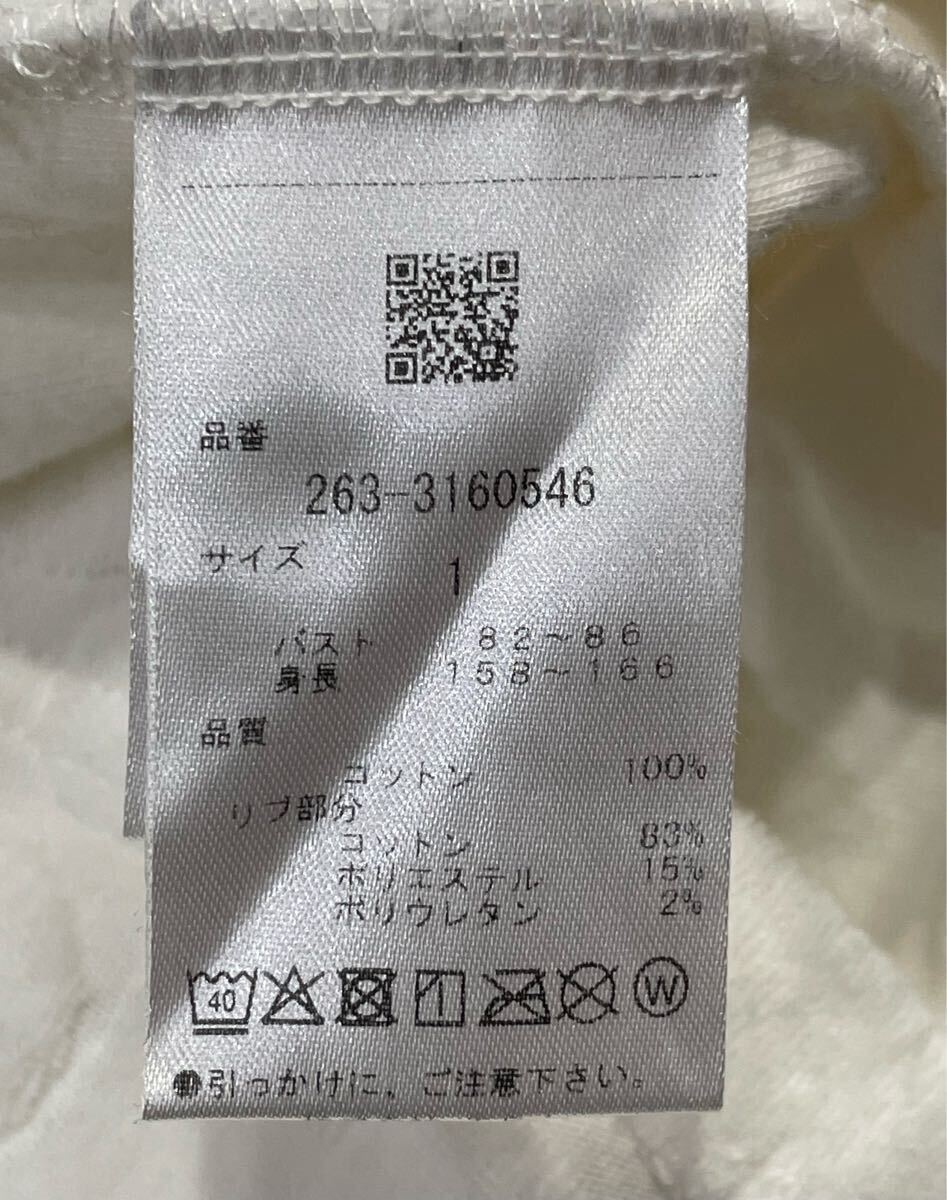 品番
263-3160546
サイズ
1
バスト 82～86
身長 158～166
品質
コットン 100%
リブ部分
コットン 83%
ポリエステル 15%
ポリウレタン 2%
40 W
●引っかけに、ご注意下さい。